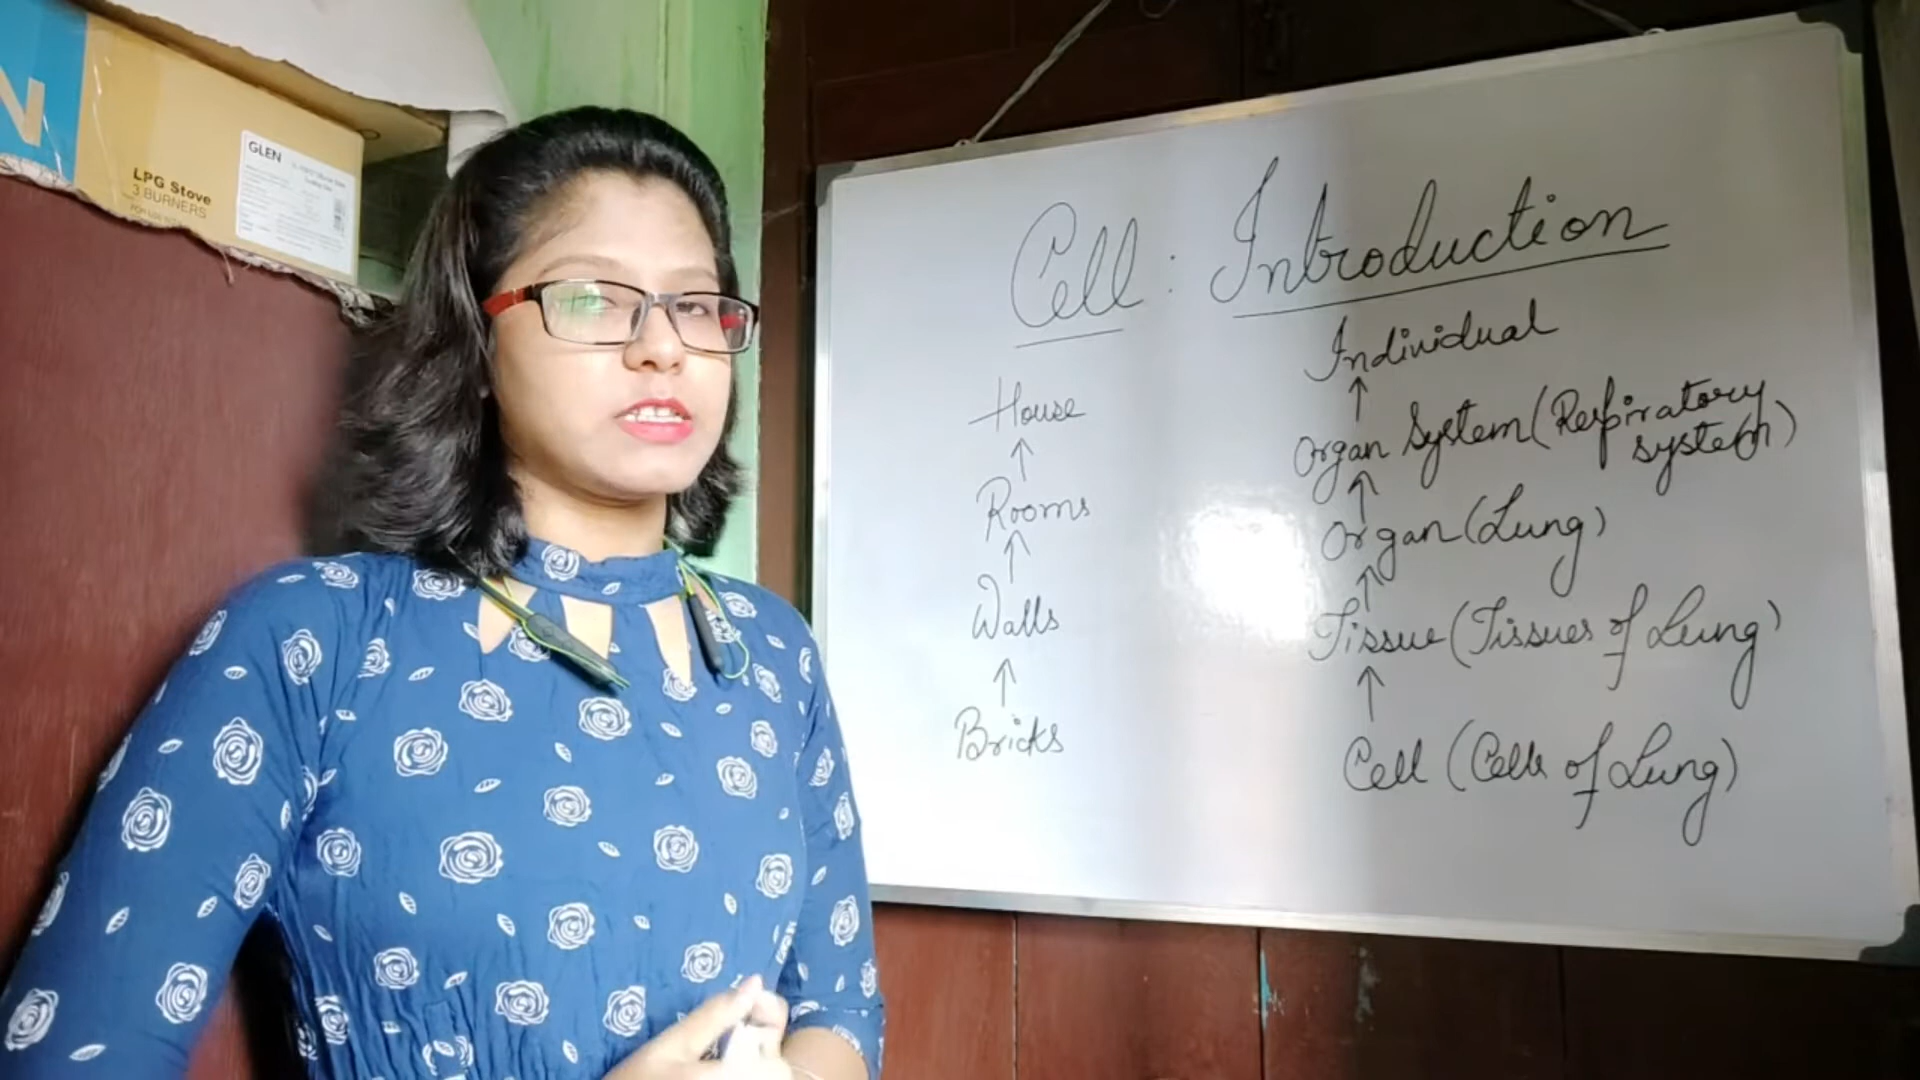 N
GLEN
LPG Stove
3 BURNERS
Cell : Introduction
House
↑
Rooms
↑
Walls
↑
Bricks
Individual
↑
Organ System (Respiratory
system)
↑
Organ (Lung)
↑
Tissue (Tissues of Lung)
↑
Cell (Cells of Lung)